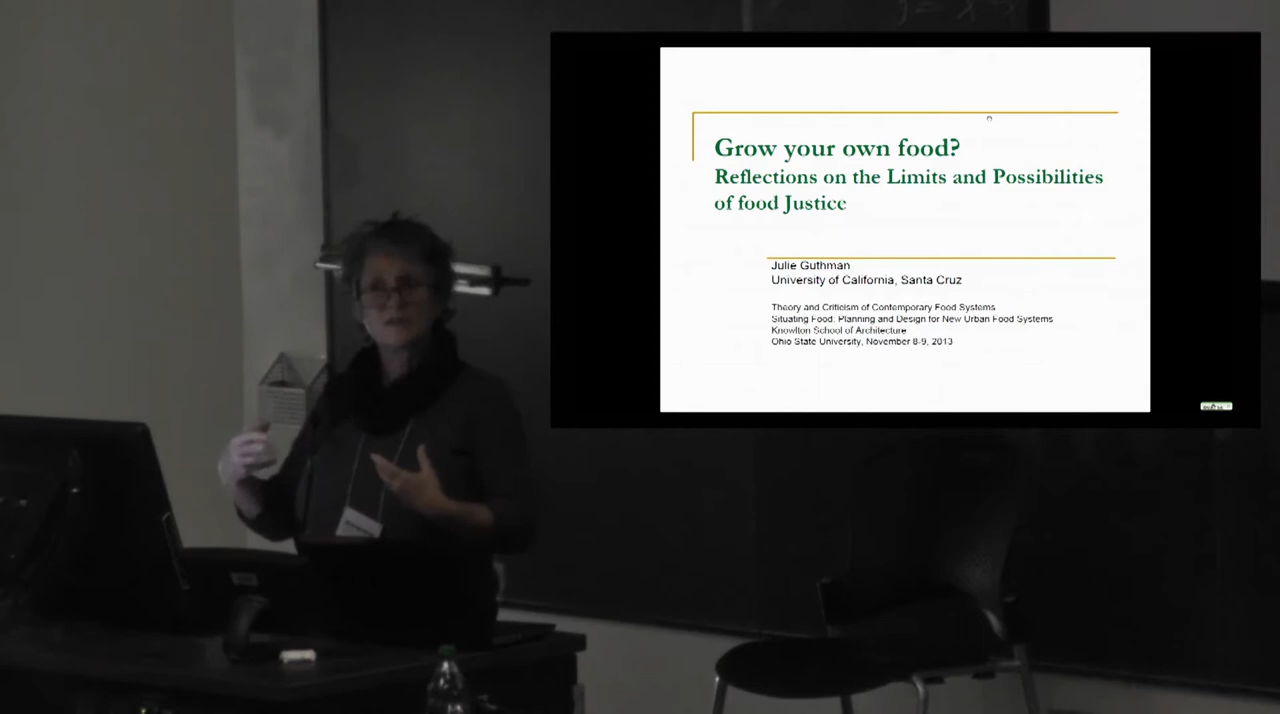 Grow your own food?
Reflections on the Limits and Possibilities
of food Justice
Julie Guthman
University of California, Santa Cruz
Theory and Criticism of Contemporary Food Systems
Situating Food: Planning and Design for New Urban Food Systems
Knowlton School of Architecture
Ohio State University, November 8-9, 2013